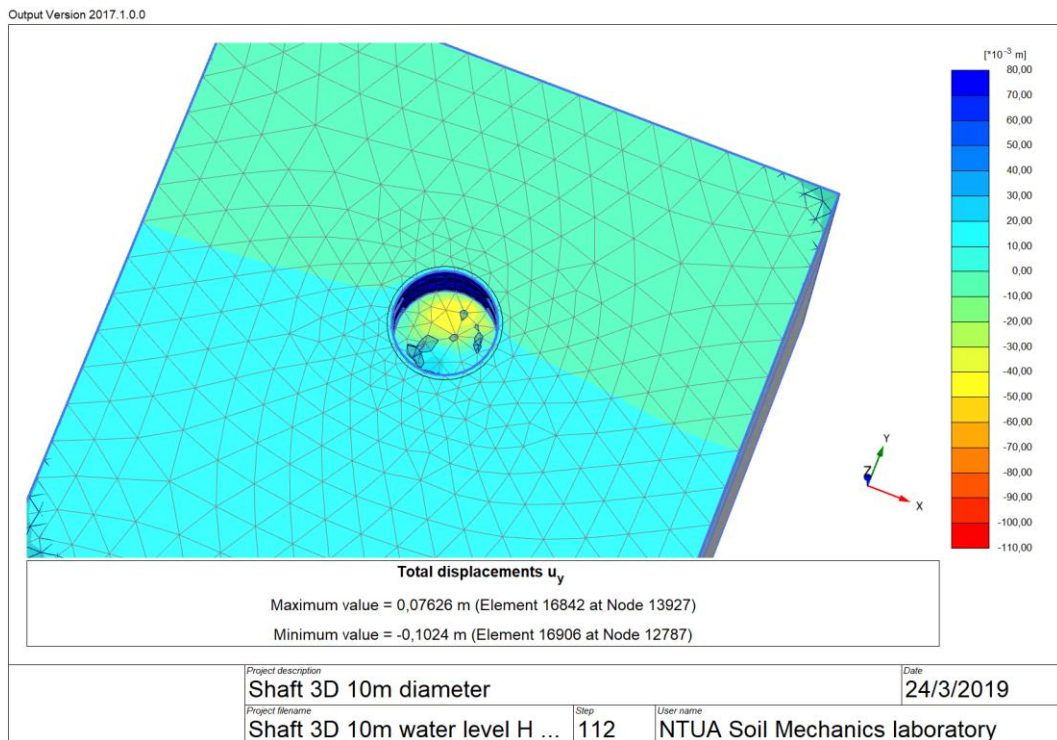 Output Version 2017.1.0.0
[*10⁻³ m]
80,00
70,00
60,00
50,00
40,00
30,00
20,00
10,00
0,00
-10,00
-20,00
-30,00
-40,00
-50,00
-60,00
-70,00
-80,00
-90,00
-100,00
-110,00
Y
Z
X
Total displacements uy
Maximum value = 0,07626 m (Element 16842 at Node 13927)
Minimum value = -0,1024 m (Element 16906 at Node 12787)
Project description
Shaft 3D 10m diameter
Date
24/3/2019
Project filename
Shaft 3D 10m water level H ...
Step
112
User name
NTUA Soil Mechanics laboratory